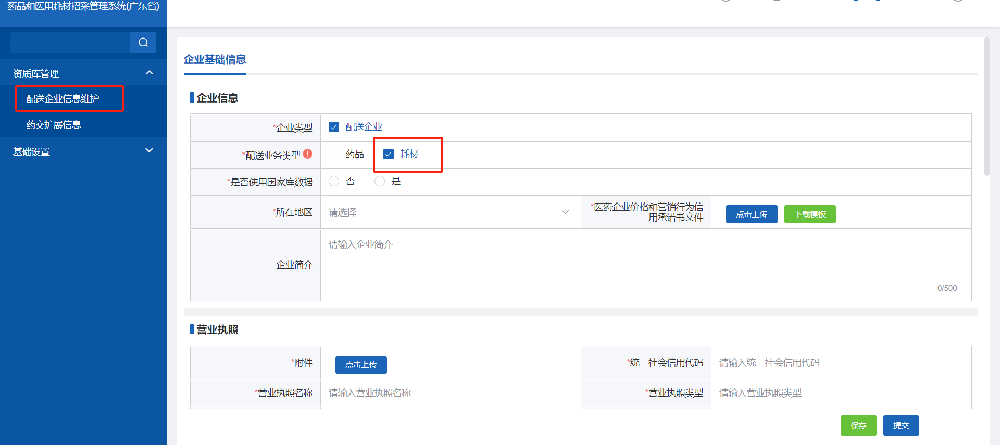 药品和医用耗材招采管理系统(广东省)
资质库管理
配送企业信息维护
药交扩展信息
基础设置
企业基础信息
企业信息
*企业类型
配送企业
*配送业务类型
药品
耗材
*是否使用国家库数据
否
是
*所在地区
请选择
*医药企业价格和营销行为信
用承诺书文件
点击上传
下载模板
企业简介
请输入企业简介
0/500
营业执照
*附件
点击上传
*统一社会信用代码
请输入统一社会信用代码
*营业执照名称
请输入营业执照名称
*营业执照类型
请输入营业执照类型
保存
提交